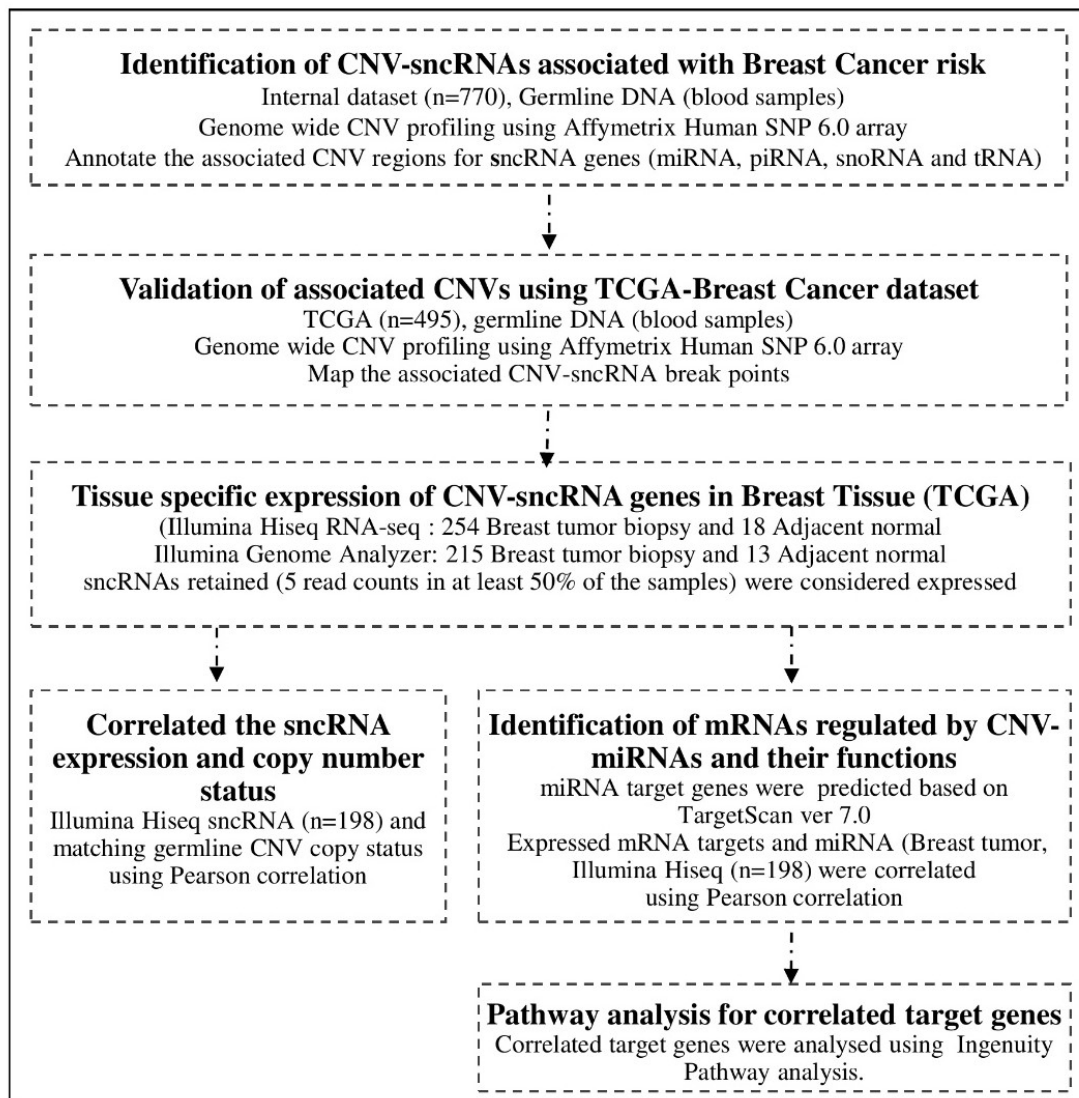 Identification of CNV-sncRNAs associated with Breast Cancer risk
Internal dataset (n=770), Germline DNA (blood samples)
Genome wide CNV profiling using Affymetrix Human SNP 6.0 array
Annotate the associated CNV regions for sncRNA genes (miRNA, piRNA, snoRNA and tRNA)
Validation of associated CNVs using TCGA-Breast Cancer dataset
TCGA (n=495), germline DNA (blood samples)
Genome wide CNV profiling using Affymetrix Human SNP 6.0 array
Map the associated CNV-sncRNA break points
Tissue specific expression of CNV-sncRNA genes in Breast Tissue (TCGA)
(Illumina Hiseq RNA-seq : 254 Breast tumor biopsy and 18 Adjacent normal
Illumina Genome Analyzer: 215 Breast tumor biopsy and 13 Adjacent normal
sncRNAs retained (5 read counts in at least 50% of the samples) were considered expressed
Correlated the sncRNA
expression and copy number
status
Illumina Hiseq sncRNA (n=198) and
matching germline CNV copy status
using Pearson correlation
Identification of mRNAs regulated by CNV-
miRNAs and their functions
miRNA target genes were predicted based on
TargetScan ver 7.0
Expressed mRNA targets and miRNA (Breast tumor,
Illumina Hiseq (n=198) were correlated
using Pearson correlation
Pathway analysis for correlated target genes
Correlated target genes were analysed using Ingenuity
Pathway analysis.